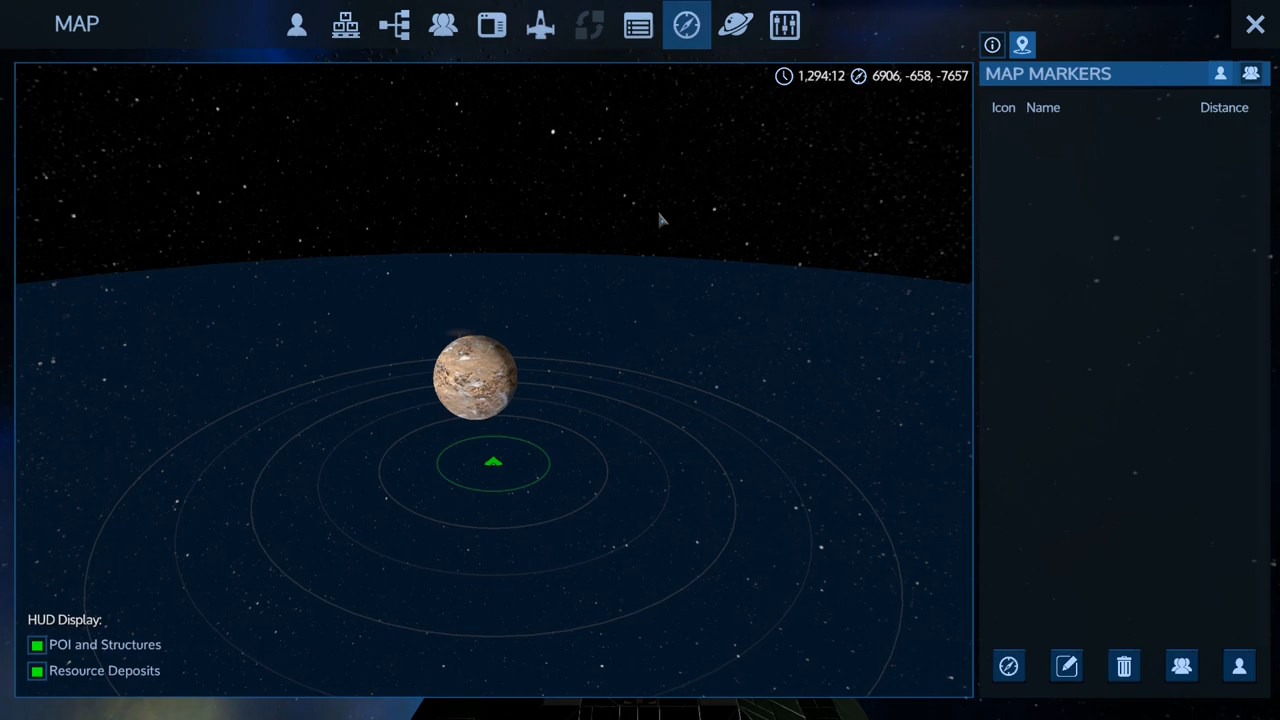 MAP
1,294:12 6906, -658, -7657
MAP MARKERS
Icon Name Distance
HUD Display:
POI and Structures
Resource Deposits